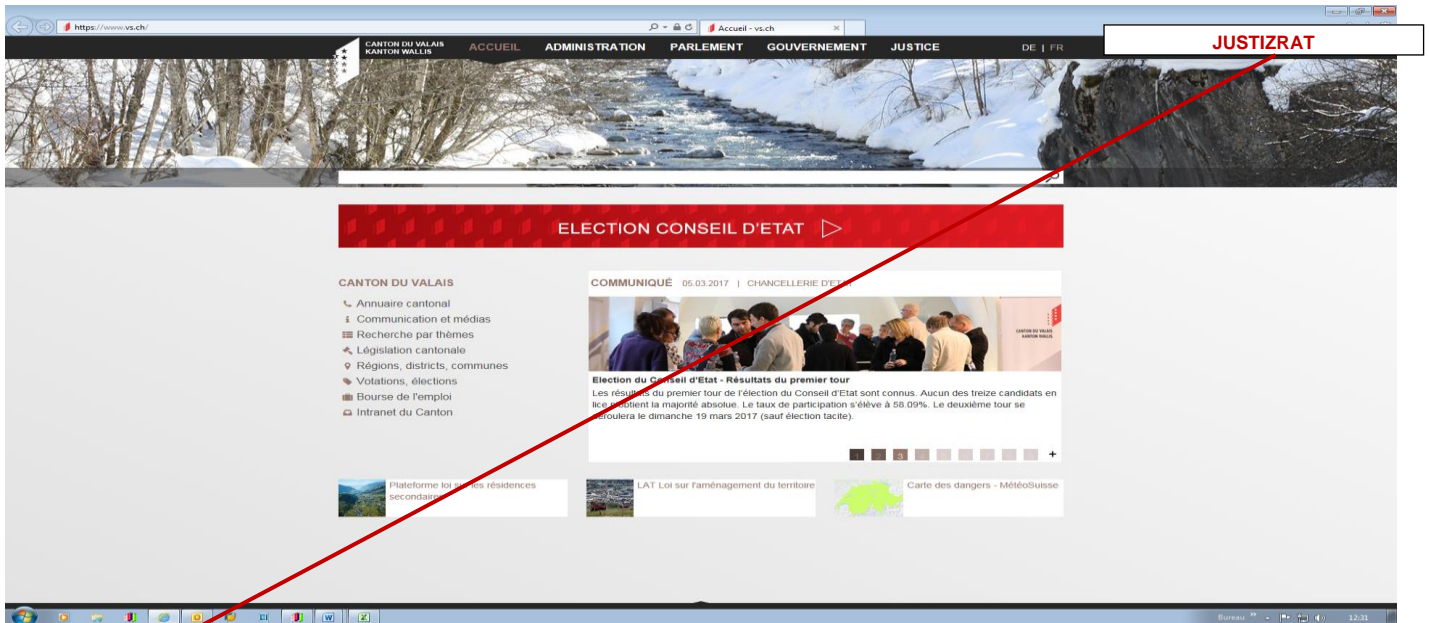 https://www.vs.ch/
Accueil - vs.ch
CANTON DU VALAIS
KANTON WALLIS
ACCUEIL
ADMINISTRATION
PARLEMENT
GOUVERNEMENT
JUSTICE
DE | FR
JUSTIZRAT
ELECTION CONSEIL D'ETAT
CANTON DU VALAIS
Annuaire cantonal
Communication et médias
Recherche par thèmes
Législation cantonale
Régions, districts, communes
Votations, élections
Bourse de l'emploi
Intranet du Canton
COMMUNIQUÉ 05.03.2017 | CHANCELLERIE D'ETAT
CANTON DU VALAIS
KANTON WALLIS
Election du Conseil d'Etat - Résultats du premier tour
Les résultats du premier tour de l'élection du Conseil d'Etat sont connus. Aucun des treize candidats en
lice n'obtient la majorité absolue. Le taux de participation s'élève à 58.09%. Le deuxième tour se
déroulera le dimanche 19 mars 2017 (sauf élection tacite).
1 2 3 +
Plateforme loi sur les résidences
secondaires
LAT Loi sur l'aménagement du territoire
Carte des dangers - MétéoSuisse
Bureau
12:31